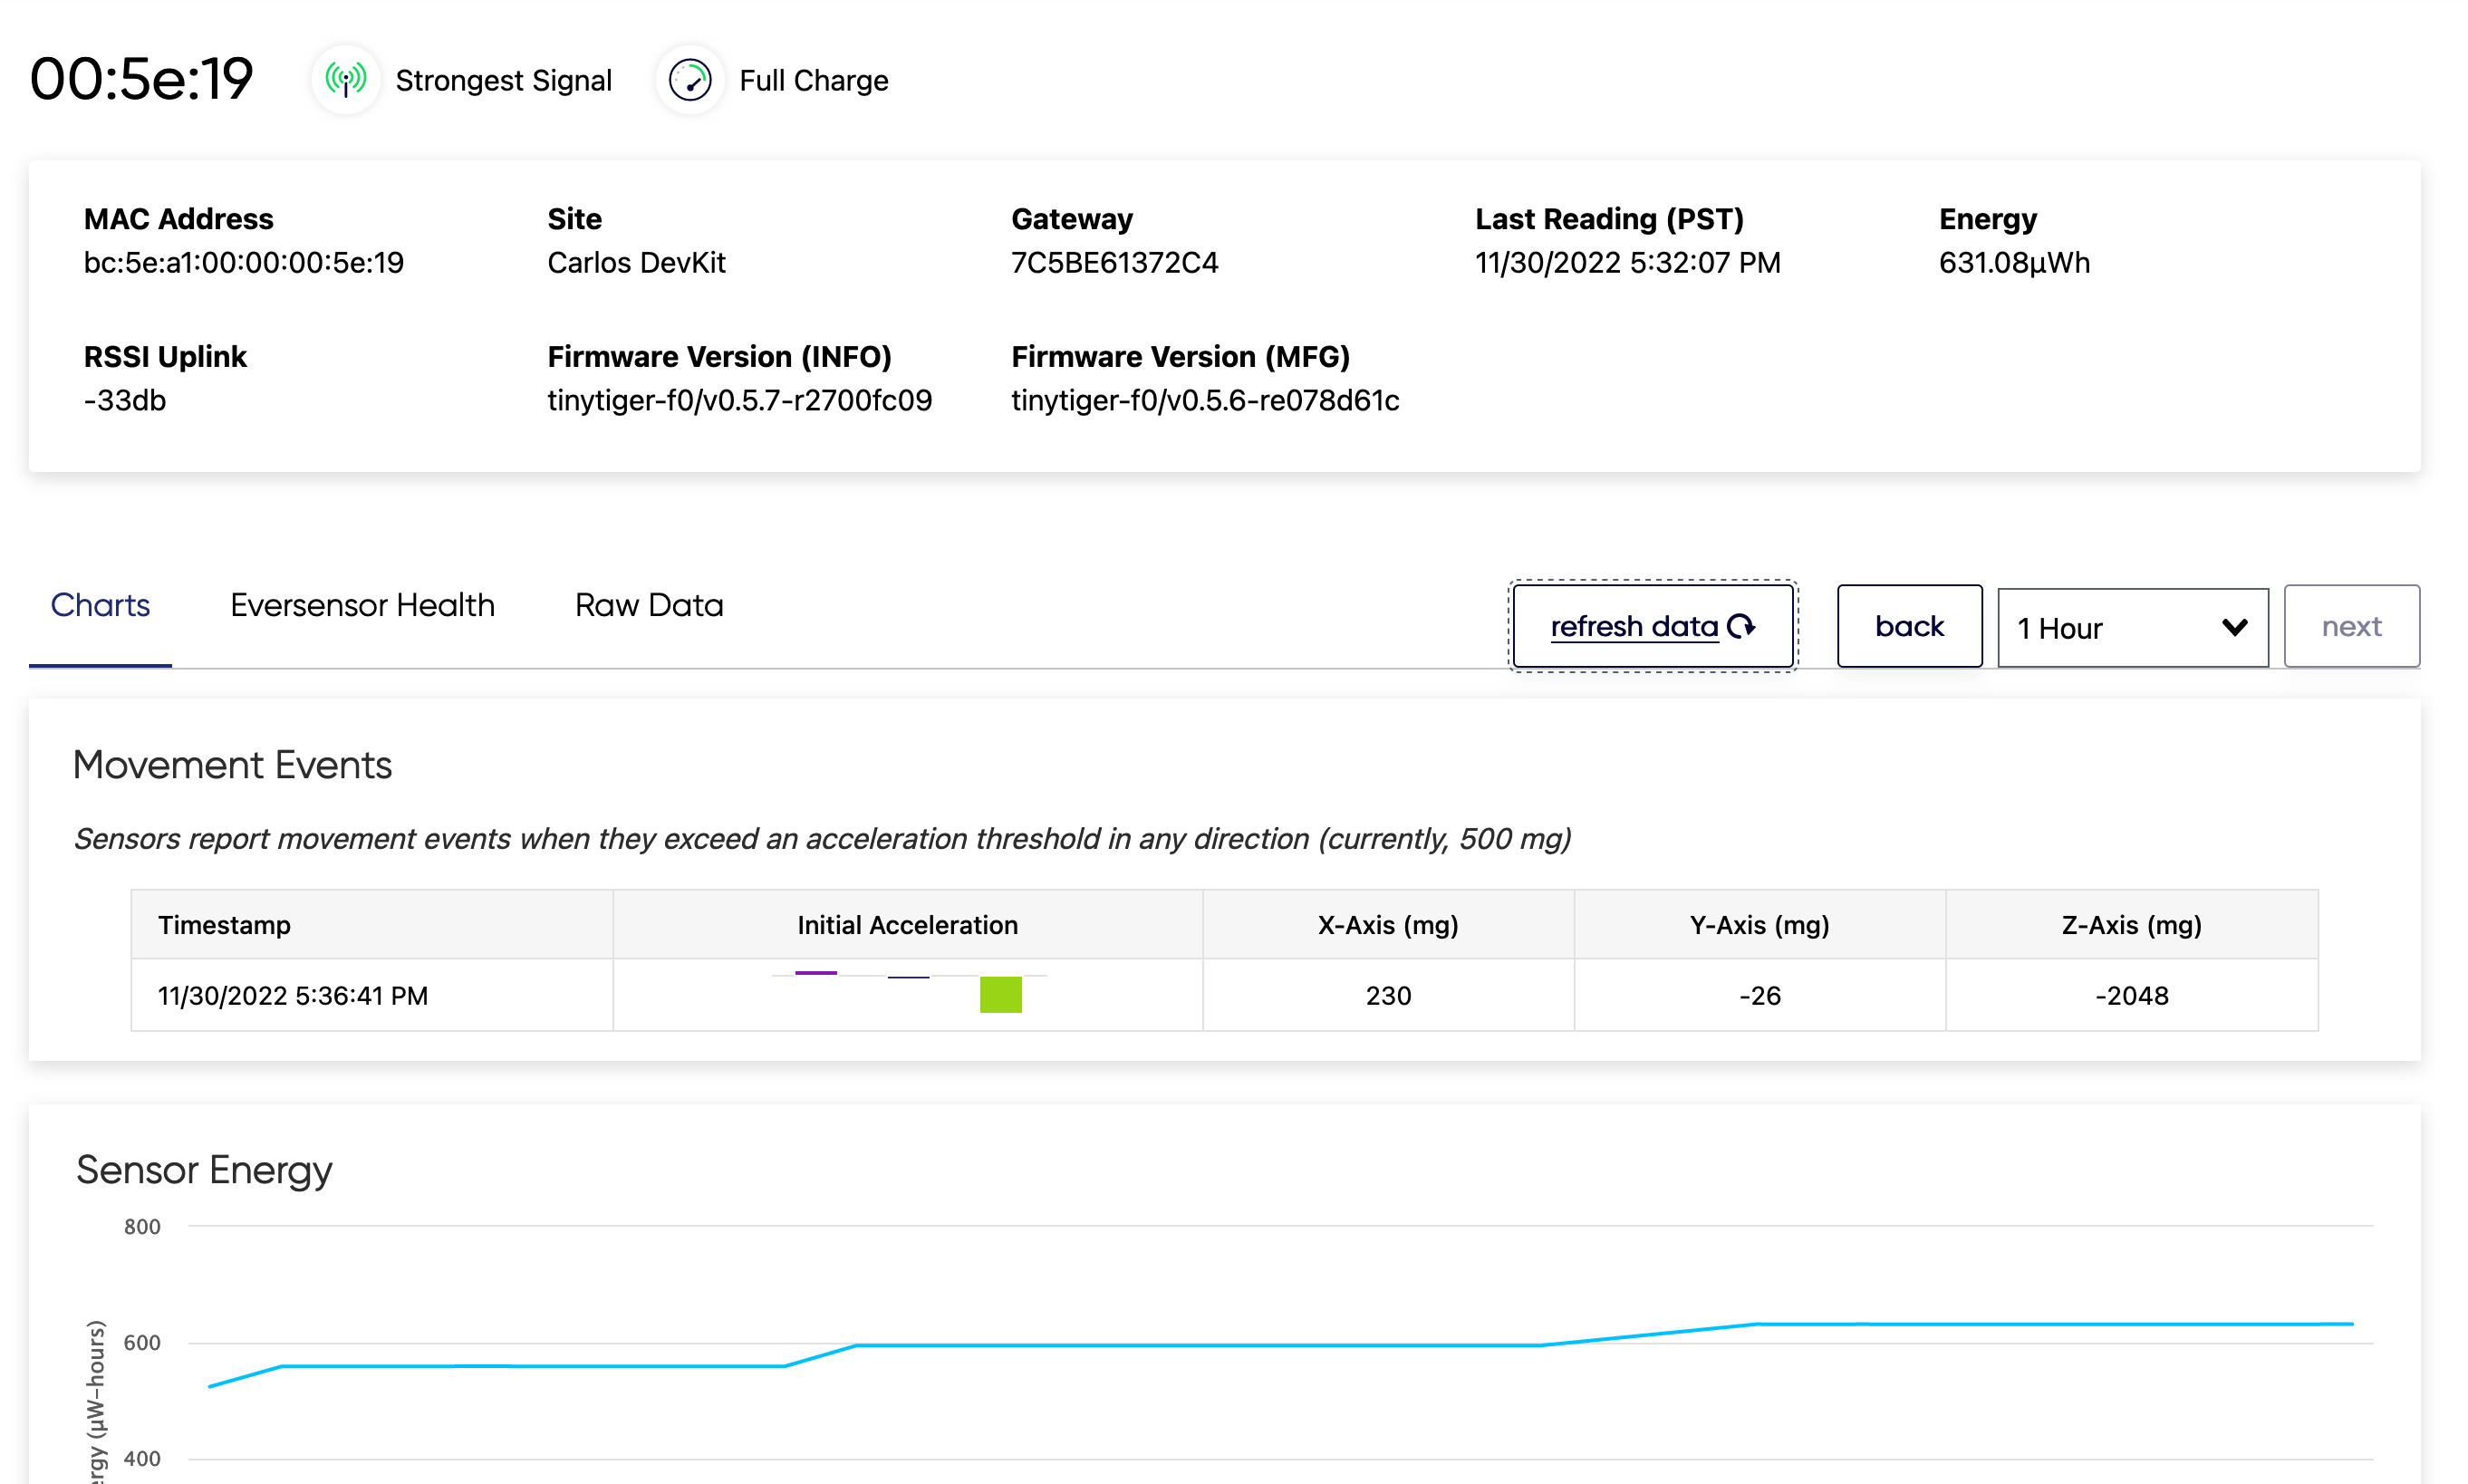 00:5e:19 Strongest Signal Full Charge
MAC Address Site Gateway Last Reading (PST) Energy
bc:5e:a1:00:00:00:5e:19 Carlos DevKit 7C5BE61372C4 11/30/2022 5:32:07 PM 631.08µWh
RSSI Uplink Firmware Version (INFO) Firmware Version (MFG)
-33db tinytiger-f0/v0.5.7-r2700fc09 tinytiger-f0/v0.5.6-re078d61c
Charts Eversensor Health Raw Data refresh data back 1 Hour next
Movement Events
Sensors report movement events when they exceed an acceleration threshold in any direction (currently, 500 mg)
Timestamp Initial Acceleration X-Axis (mg) Y-Axis (mg) Z-Axis (mg)
11/30/2022 5:36:41 PM 230 -26 -2048
Sensor Energy
800
600
400
(µW-hours)